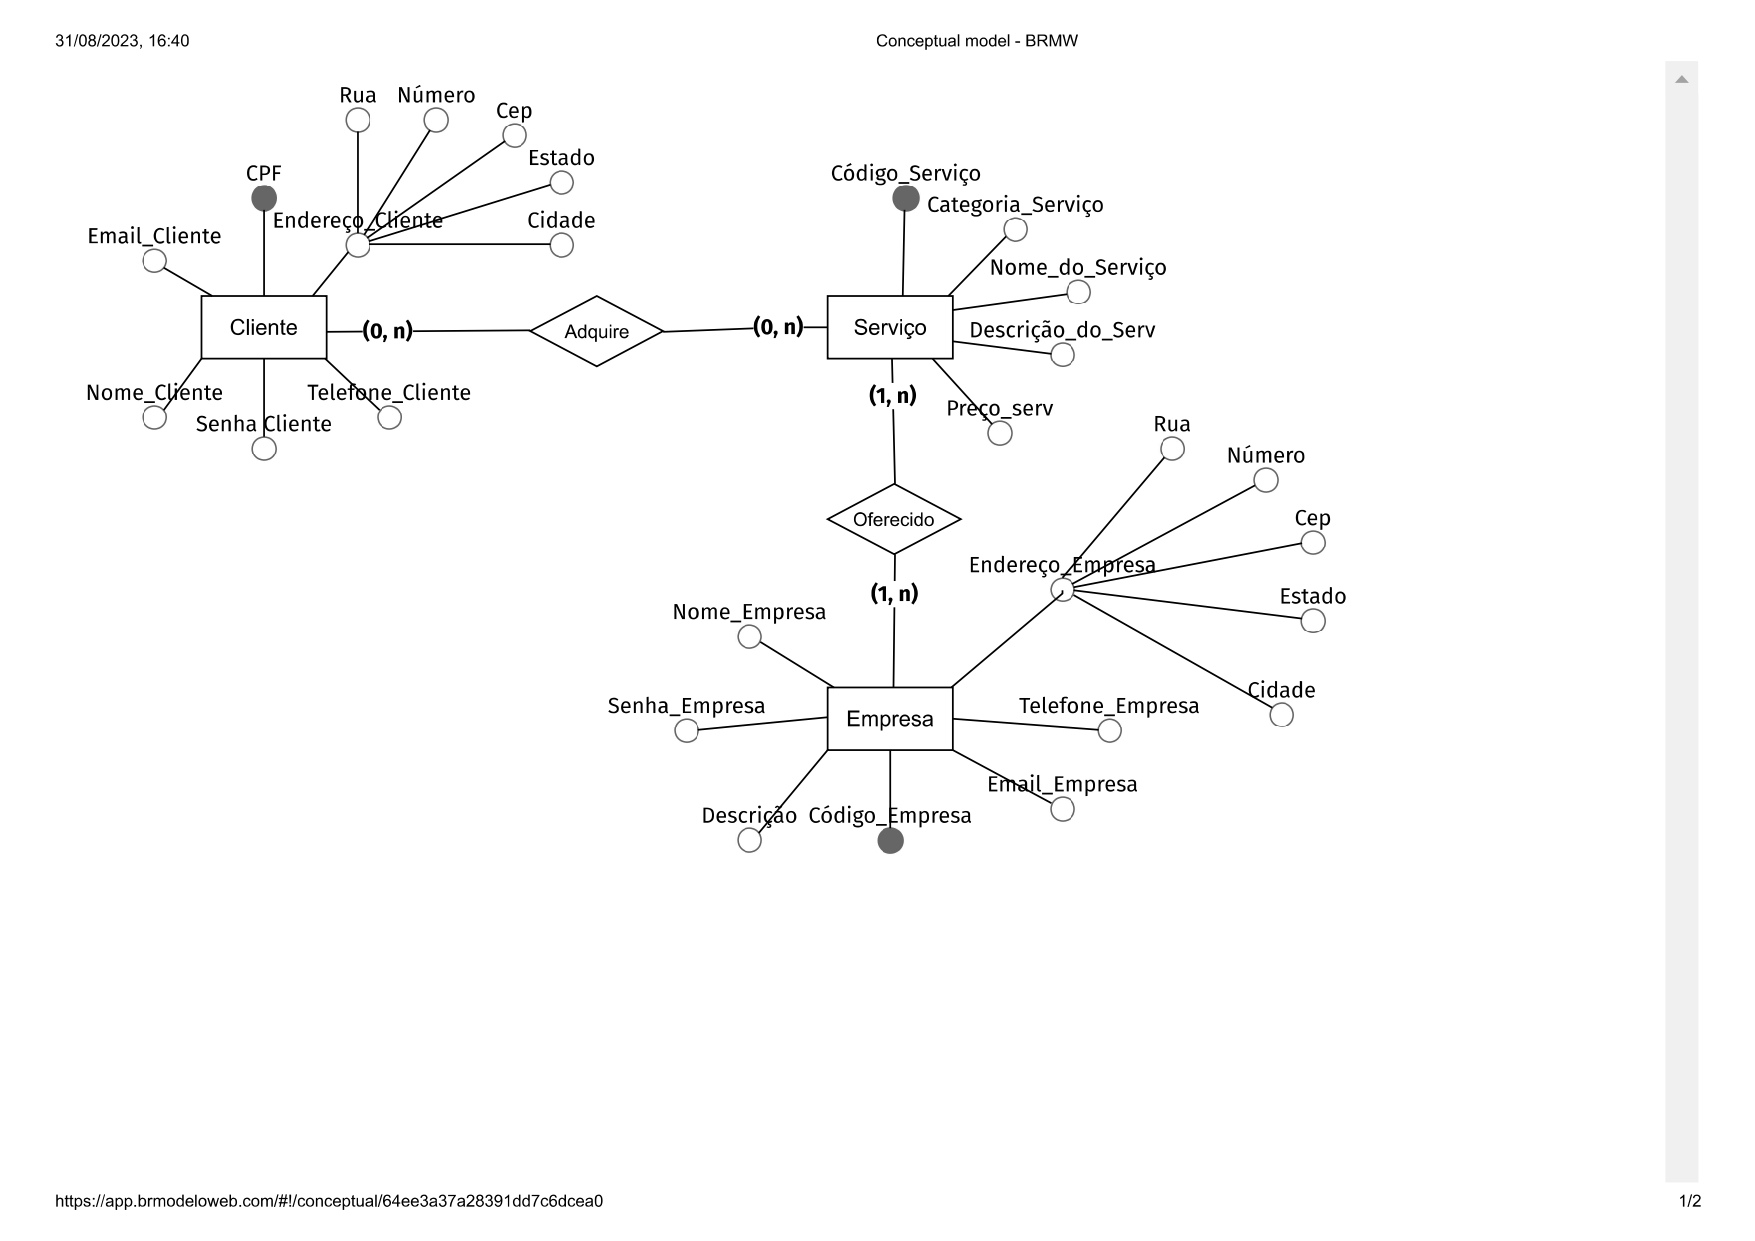 31/08/2023, 16:40
Conceptual model - BRMW
Rua
Número
Cep
Estado
CPF
Endereço_Cliente
Cidade
Email_Cliente
Cliente
(0, n)
Adquire
(0, n)
Nome_Cliente
Telefone_Cliente
Senha Cliente
Código_Serviço
Categoria_Serviço
Nome_do_Serviço
Serviço
Descrição_do_Serv
(1, n)
Preço_serv
Oferecido
(1, n)
Rua
Número
Cep
Endereço_Empresa
Estado
Nome_Empresa
Cidade
Senha_Empresa
Empresa
Telefone_Empresa
Email_Empresa
Descrição
Código_Empresa
https://app.brmodeloweb.com/#!/conceptual/64ee3a37a28391dd7c6dcea0
1/2